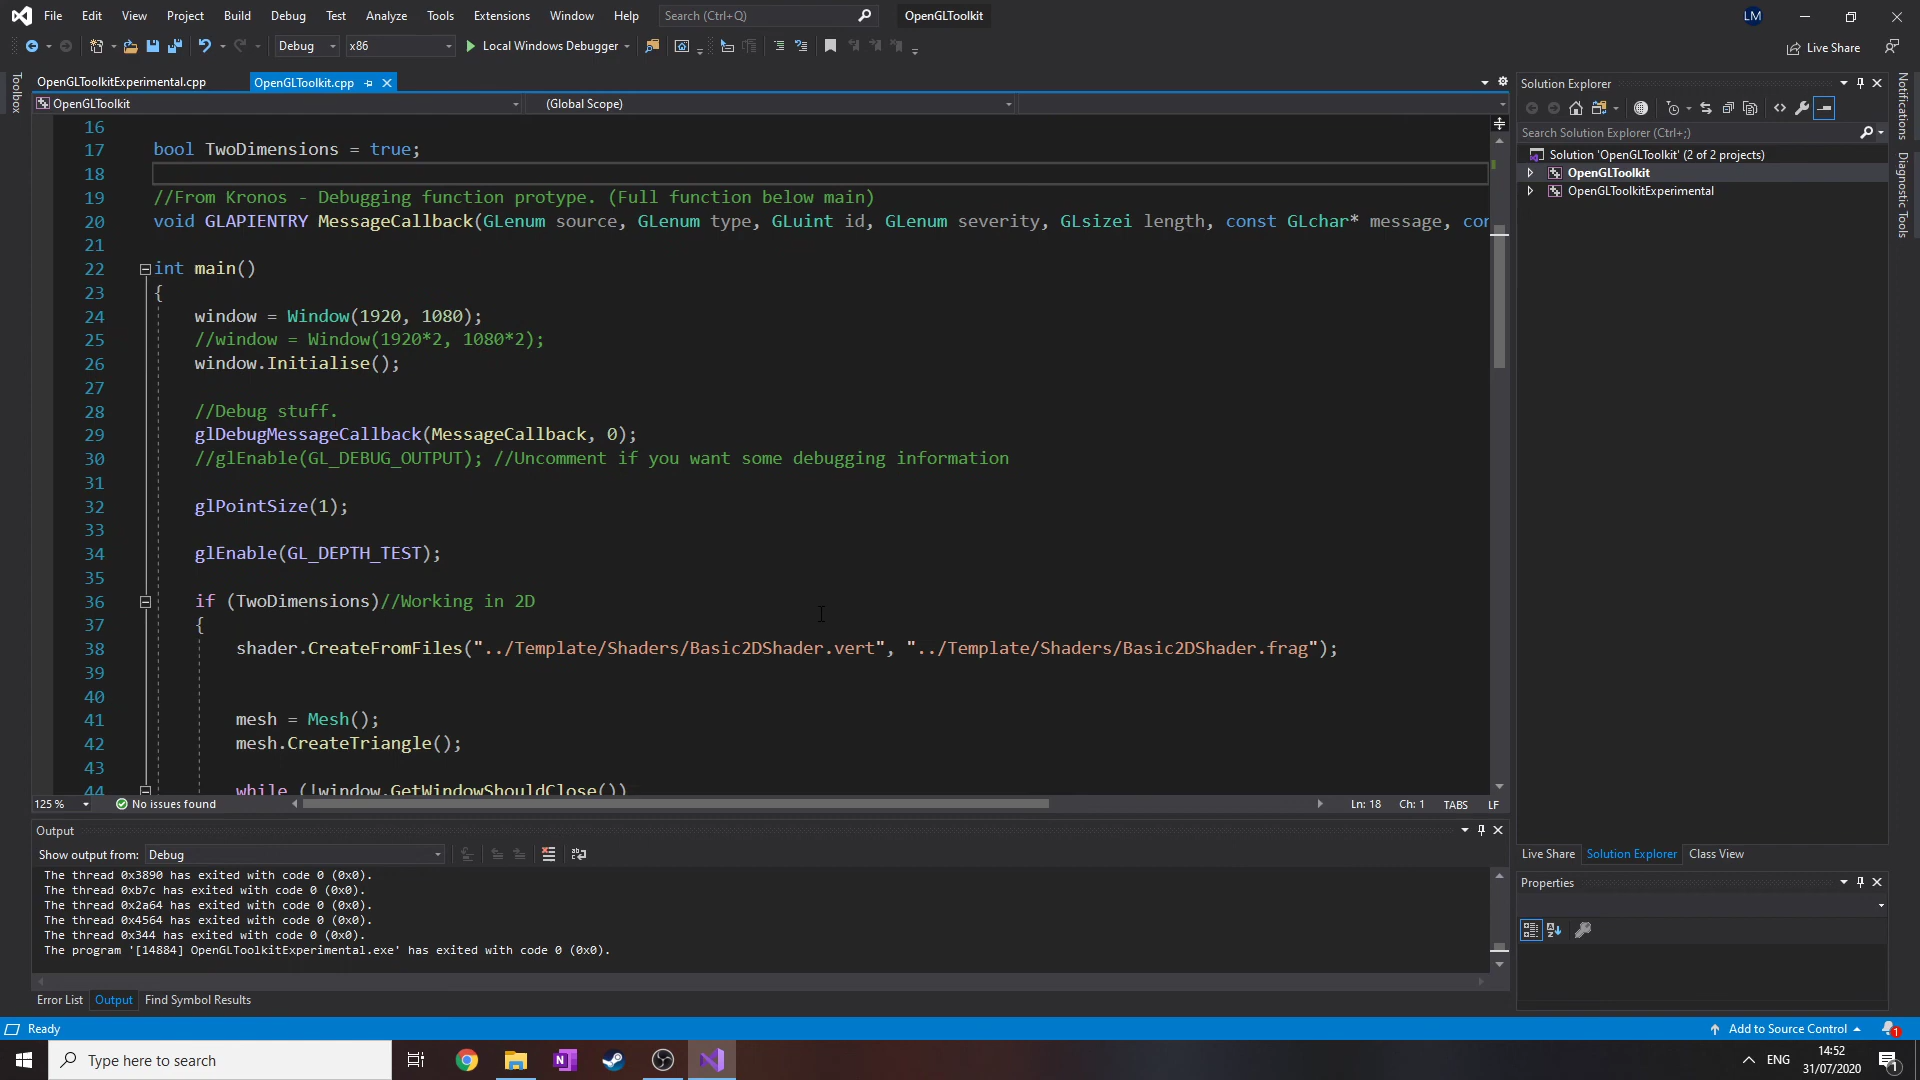 File Edit View Project Build Debug Test Analyze Tools Extensions Window Help Search (Ctrl+Q) OpenGLToolkit LM
Debug x86 Local Windows Debugger Live Share
Toolbox
OpenGLToolkitExperimental.cpp OpenGLToolkit.cpp
OpenGLToolkit (Global Scope)
16
17 bool TwoDimensions = true;
18
19 //From Kronos - Debugging function protype. (Full function below main)
20 void GLAPIENTRY MessageCallback(GLenum source, GLenum type, GLuint id, GLenum severity, GLsizei length, const GLchar* message, con
21
22 int main()
23 {
24 window = Window(1920, 1080);
25 //window = Window(1920*2, 1080*2);
26 window.Initialise();
27
28 //Debug stuff.
29 glDebugMessageCallback(MessageCallback, 0);
30 //glEnable(GL_DEBUG_OUTPUT); //Uncomment if you want some debugging information
31
32 glPointSize(1);
33
34 glEnable(GL_DEPTH_TEST);
35
36 if (TwoDimensions)//Working in 2D
37 {
38 shader.CreateFromFiles("../Template/Shaders/Basic2DShader.vert", "../Template/Shaders/Basic2DShader.frag");
39
40
41 mesh = Mesh();
42 mesh.CreateTriangle();
43
44 while (!window.GetWindowShouldClose())
125 % No issues found Ln: 18 Ch: 1 TABS LF
Output
Show output from: Debug
The thread 0x3890 has exited with code 0 (0x0).
The thread 0xb7c has exited with code 0 (0x0).
The thread 0x2a64 has exited with code 0 (0x0).
The thread 0x4564 has exited with code 0 (0x0).
The thread 0x344 has exited with code 0 (0x0).
The program '[14884] OpenGLToolkitExperimental.exe' has exited with code 0 (0x0).
Error List Output Find Symbol Results
Solution Explorer
Search Solution Explorer (Ctrl+;)
Solution 'OpenGLToolkit' (2 of 2 projects)
OpenGLToolkit
OpenGLToolkitExperimental
Live Share Solution Explorer Class View
Properties
Notifications
Diagnostic Tools
Ready Add to Source Control 1
Type here to search ENG 14:52
31/07/2020 1